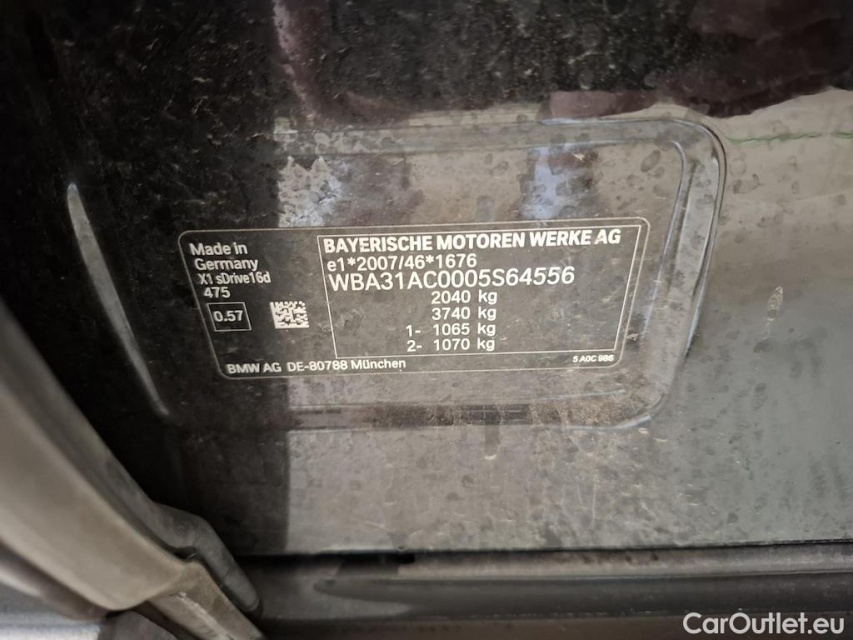 Made in
Germany
X1 sDrive16d
475
0.57
BAYERISCHE MOTOREN WERKE AG
e1*2007/46*1676
WBA31AC0005S64556
2040 kg
3740 kg
1- 1065 kg
2- 1070 kg
BMW AG DE-80788 München
5 A0C 986
CarOutlet.eu